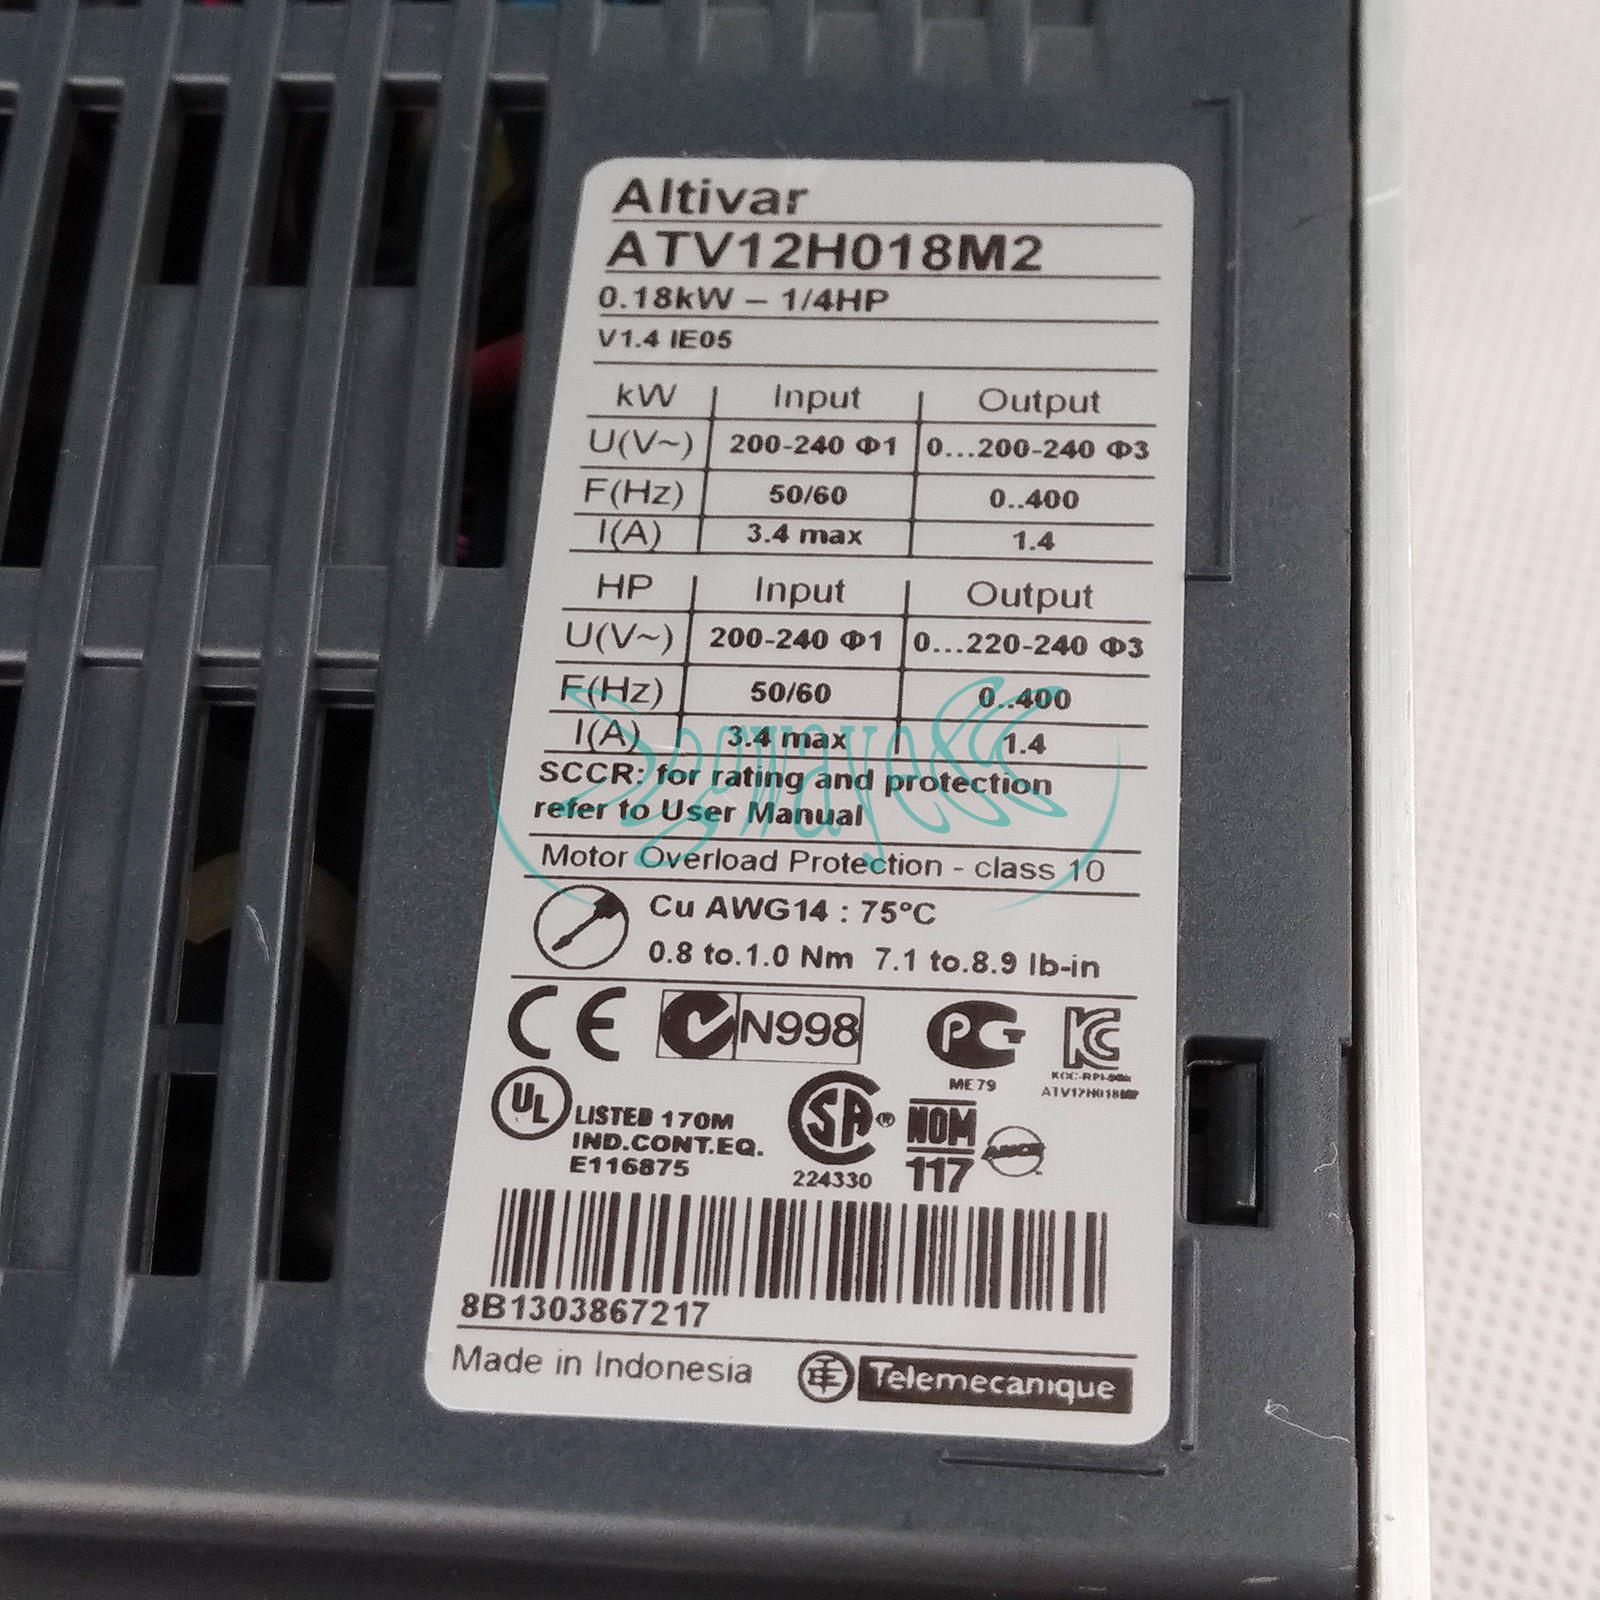 Altivar
ATV12H018M2
0.18kW – 1/4HP
V1.4 IE05
kW Input Output
U(V~) 200-240 Φ1 0...200-240 Φ3
F(Hz) 50/60 0..400
I(A) 3.4 max 1.4
HP Input Output
U(V~) 200-240 Φ1 0...220-240 Φ3
F(Hz) 50/60 0..400
I(A) 3.4 max 1.4
SCCR: for rating and protection
refer to User Manual
Motor Overload Protection - class 10
Cu AWG14 : 75°C
0.8 to.1.0 Nm 7.1 to.8.9 lb-in
CE N998 PG KC
ME79
ATV12H018M2
UL LISTED 170M
IND.CONT.EQ.
E116875
SA®
224330
NOM
117
8B1303867217
Made in Indonesia Telemecanique